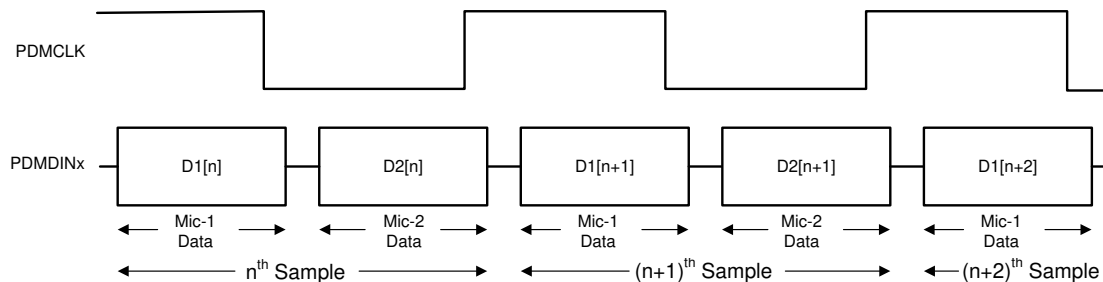 PDMCLK
PDMDINx
D1[n]
D2[n]
D1[n+1]
D2[n+1]
D1[n+2]
Mic-1
Data
Mic-2
Data
Mic-1
Data
Mic-2
Data
Mic-1
Data
nth Sample
(n+1)th Sample
(n+2)th Sample